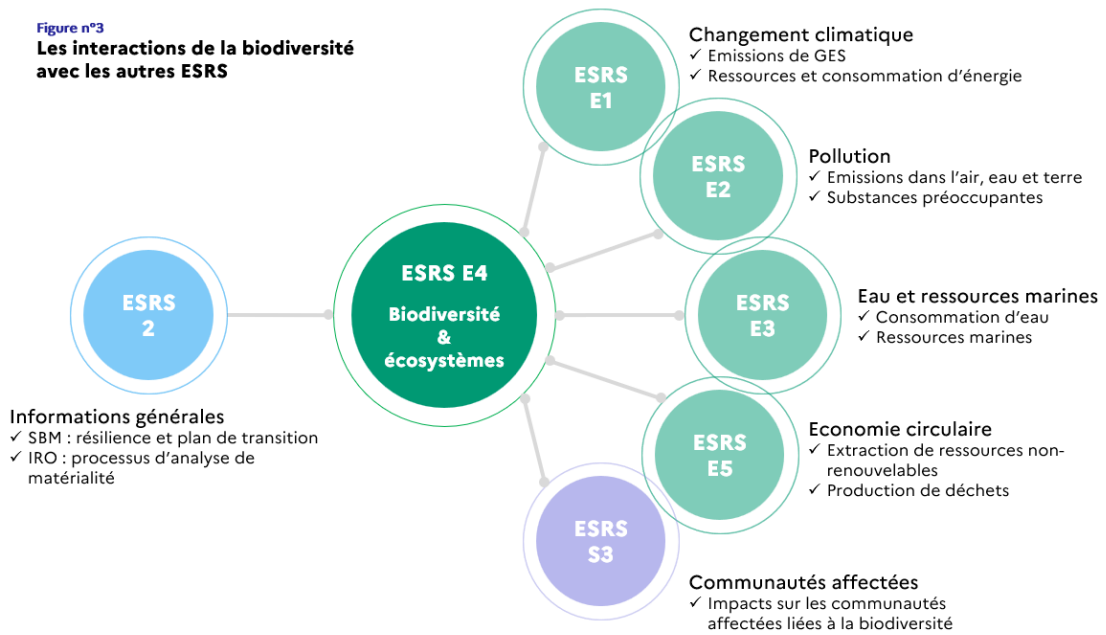 Figure n°3
Les interactions de la biodiversité
avec les autres ESRS
ESRS
E1
Changement climatique
✓ Emissions de GES
✓ Ressources et consommation d’énergie
ESRS
E2
Pollution
✓ Emissions dans l’air, eau et terre
✓ Substances préoccupantes
ESRS
2
Informations générales
✓ SBM : résilience et plan de transition
✓ IRO : processus d’analyse de
matérialité
ESRS E4
Biodiversité
&
écosystèmes
ESRS
E3
Eau et ressources marines
✓ Consommation d’eau
✓ Ressources marines
ESRS
E5
Economie circulaire
✓ Extraction de ressources non-
renouvelables
✓ Production de déchets
ESRS
S3
Communautés affectées
✓ Impacts sur les communautés
affectées liées à la biodiversité